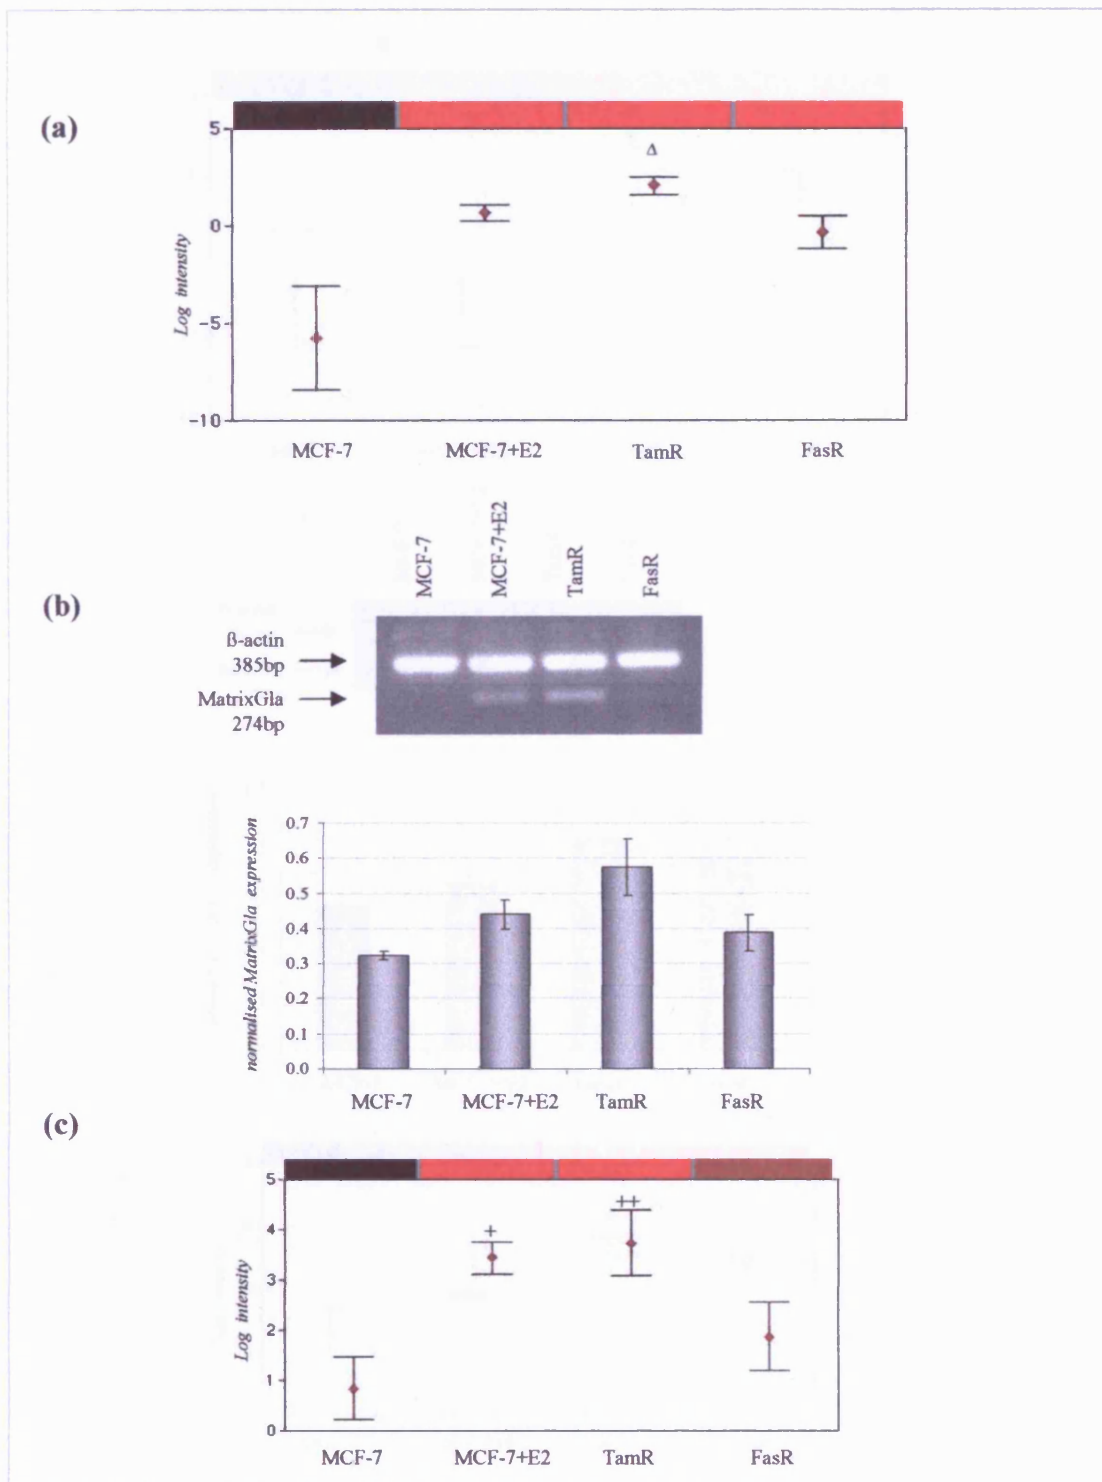 (a)
Δ
5
0
-5
-10
Log intensity
MCF-7 MCF-7+E2 TamR FasR
MCF-7 MCF-7+E2 TamR FasR
(b)
ß-actin
385bp
MatrixGla
274bp
normalised MatrixGla expression
0.7
0.6
0.5
0.4
0.3
0.2
0.1
0.0
MCF-7 MCF-7+E2 TamR FasR
(c)
+ ++
5
4
3
2
1
0
Log intensity
MCF-7 MCF-7+E2 TamR FasR